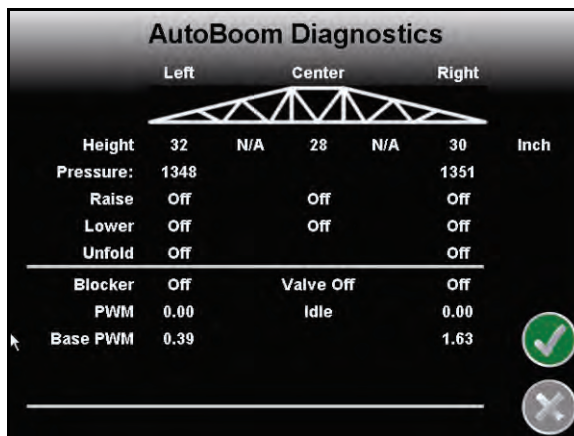 AutoBoom Diagnostics
Left Center Right
Height 32 N/A 28 N/A 30 Inch
Pressure: 1348 1351
Raise Off Off Off
Lower Off Off Off
Unfold Off Off
Blocker Off Valve Off Off
PWM 0.00 Idle 0.00
Base PWM 0.39 1.63